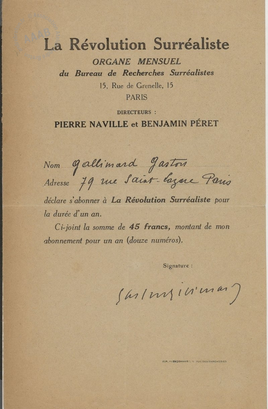 La Révolution Surréaliste
ORGANE MENSUEL
du Bureau de Recherches Surréalistes
15, Rue de Grenelle, 15
PARIS
DIRECTEURS :
PIERRE NAVILLE et BENJAMIN PÉRET
Nom Gallimard Gaston
Adresse 79 rue Saint-Lazare Paris
déclare s'abonner à La Révolution Surréaliste pour
la durée d'un an.
Ci-joint la somme de 45 francs, montant de mon
abonnement pour un an (douze numéros).
Signature :
Gaston Gallimard